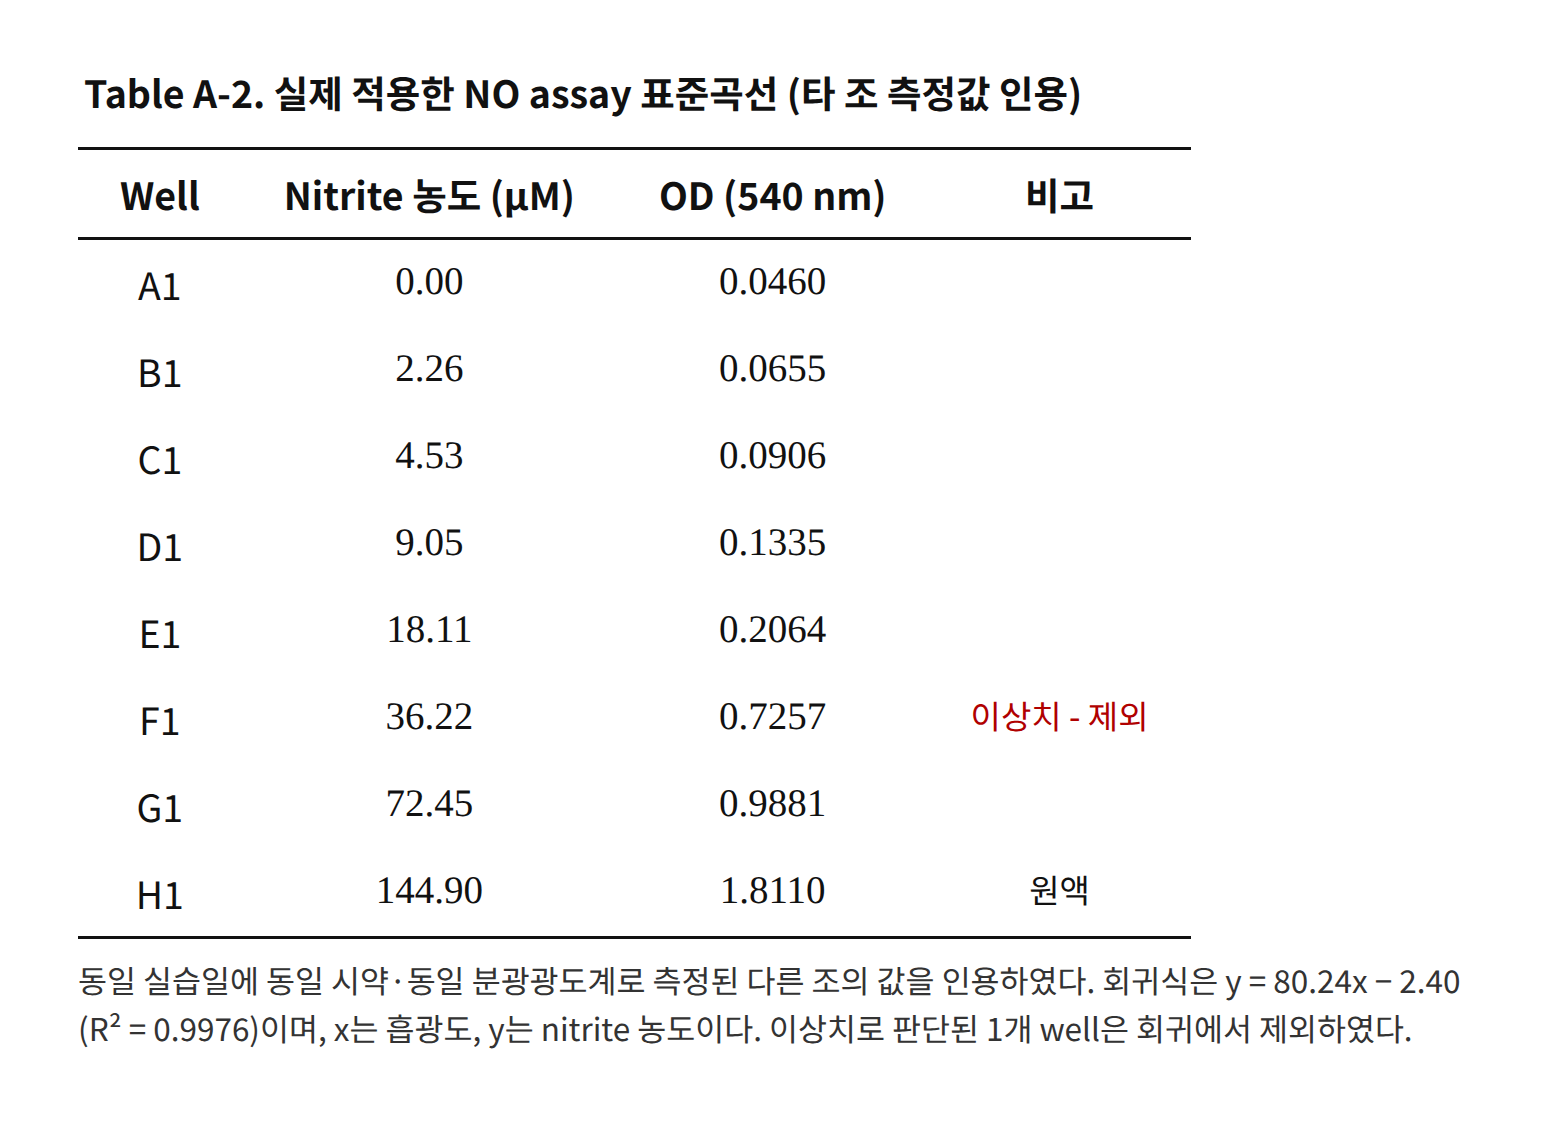 Table A-2. 실제 적용한 NO assay 표준곡선 (타 조 측정값 인용)
Well Nitrite 농도 (µM) OD (540 nm) 비고
A1 0.00 0.0460
B1 2.26 0.0655
C1 4.53 0.0906
D1 9.05 0.1335
E1 18.11 0.2064
F1 36.22 0.7257 이상치 - 제외
G1 72.45 0.9881
H1 144.90 1.8110 원액
동일 실습일에 동일 시약·동일 분광광도계로 측정된 다른 조의 값을 인용하였다. 회귀식은 y = 80.24x − 2.40
(R² = 0.9976)이며, x는 흡광도, y는 nitrite 농도이다. 이상치로 판단된 1개 well은 회귀에서 제외하였다.